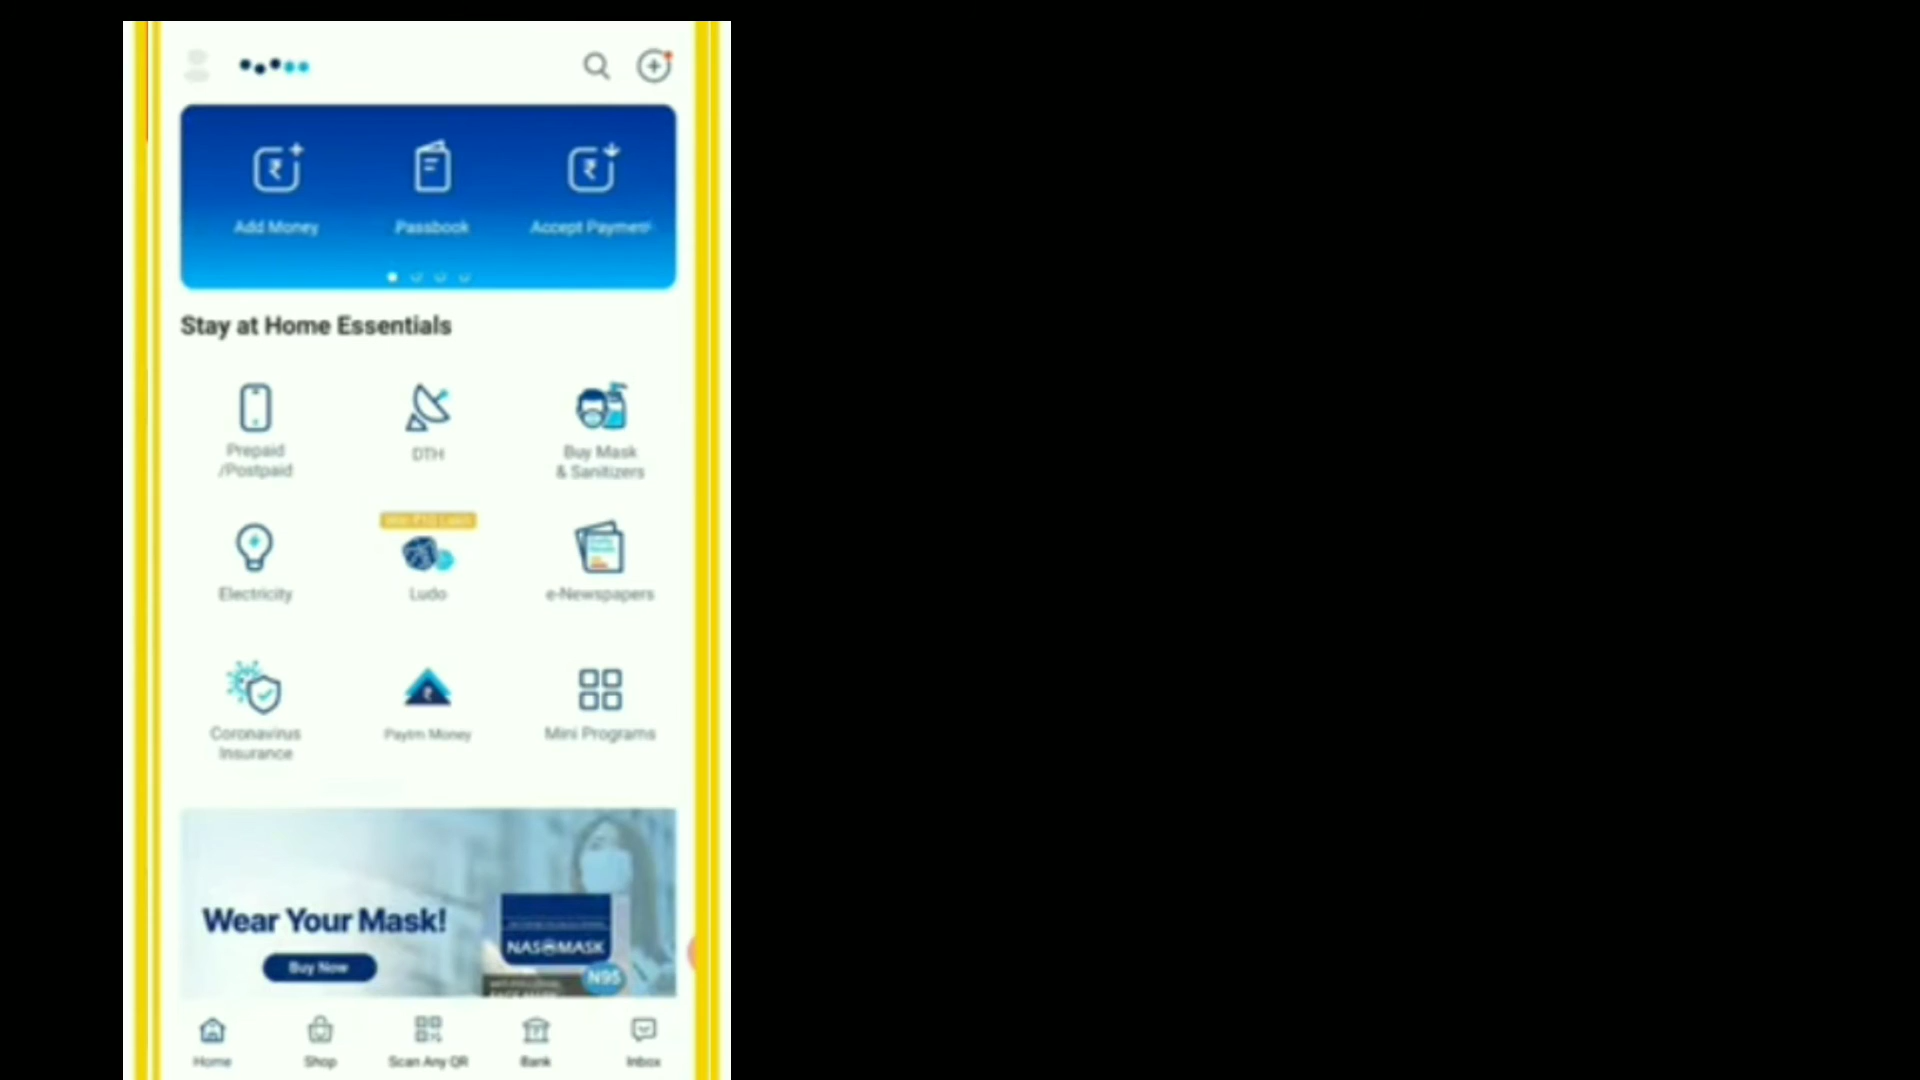 Add Money
Passbook
Accept Payment
Stay at Home Essentials
Prepaid
/Postpaid
DTH
Buy Mask
& Sanitizers
Electricity
Ludo
e-Newspapers
Coronavirus
Insurance
Paytm Money
Mini Programs
Wear Your Mask!
Buy Now
NASOMASK
N95
FACE MASK
Home
Shop
Scan Any QR
Bank
Inbox